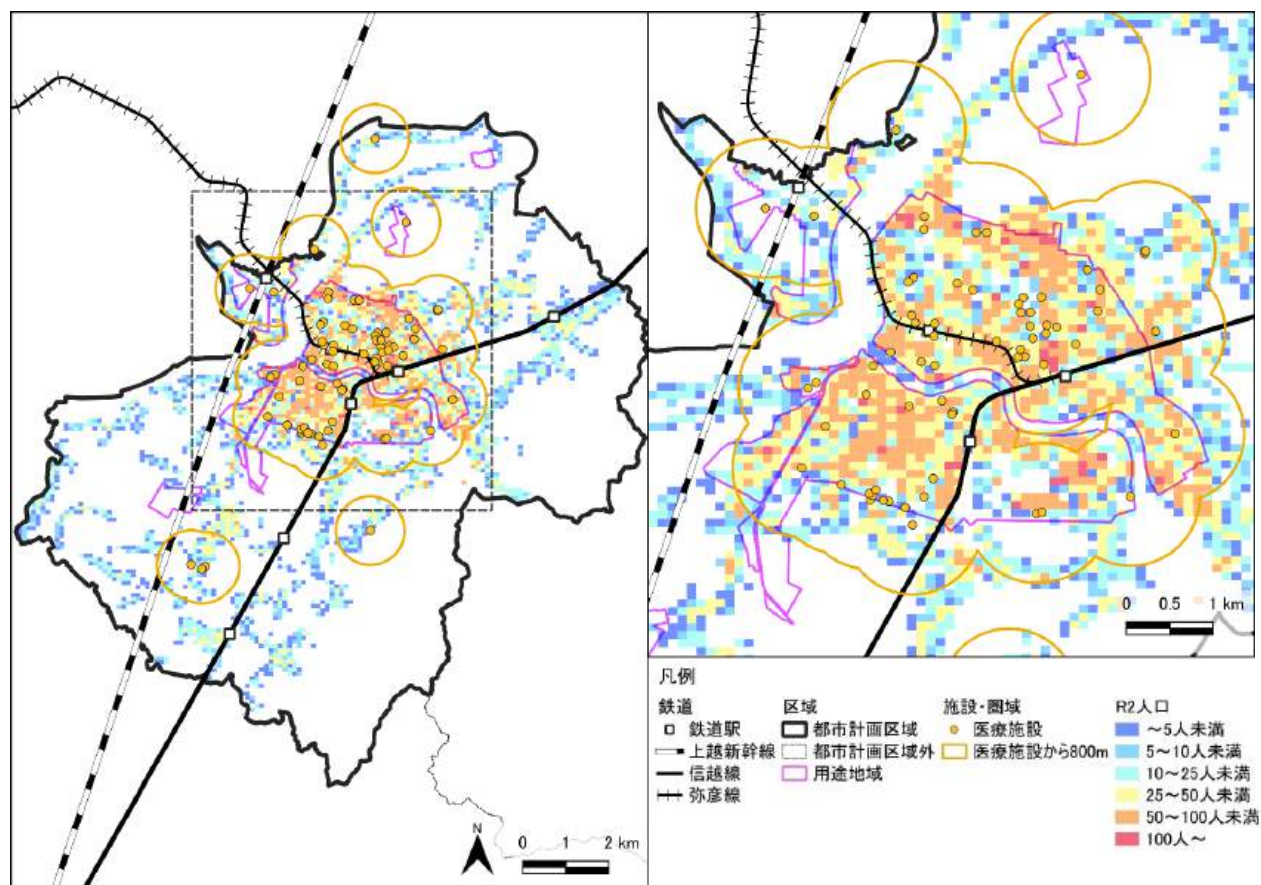 N
0 1 2 km
0 0.5 1 km
凡例
鉄道
鉄道駅
上越新幹線
信越線
弥彦線
区域
都市計画区域
都市計画区域外
用途地域
施設・圏域
医療施設
医療施設から800m
R2人口
～5人未満
5～10人未満
10～25人未満
25～50人未満
50～100人未満
100人～